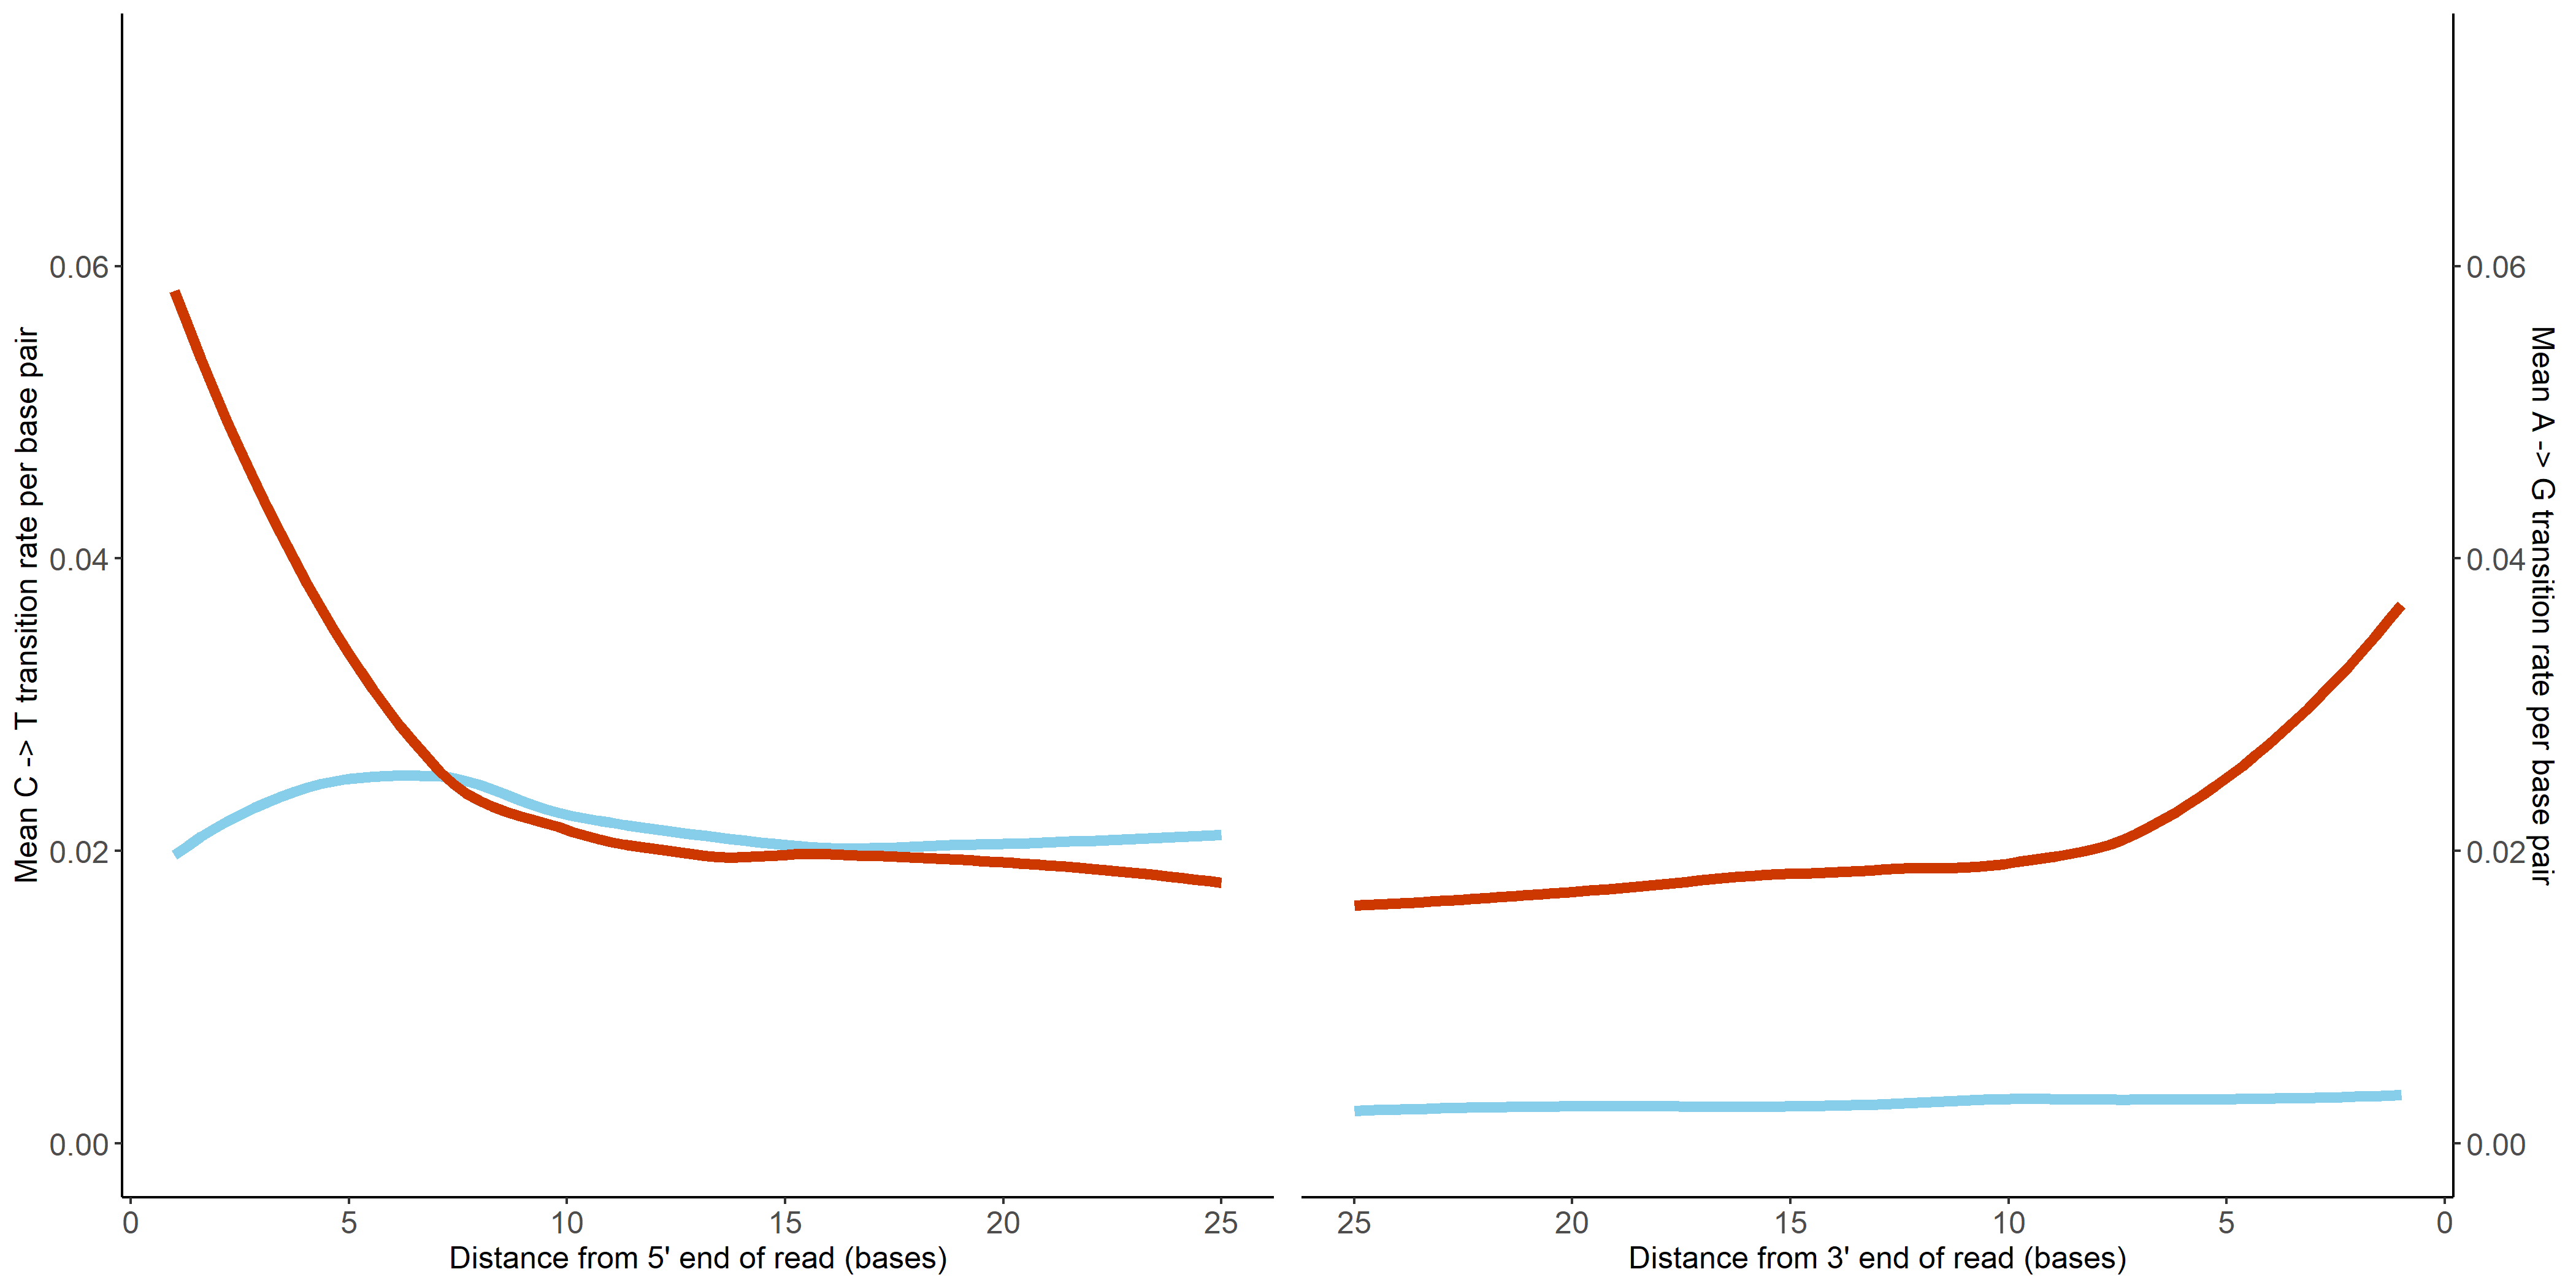 Mean C -> T transition rate per base pair
0.06
0.04
0.02
0.00
0 5 10 15 20 25
Distance from 5' end of read (bases)
25 20 15 10 5 0
Distance from 3' end of read (bases)
0.06
0.04
0.02
0.00
Mean A -> G transition rate per base pair